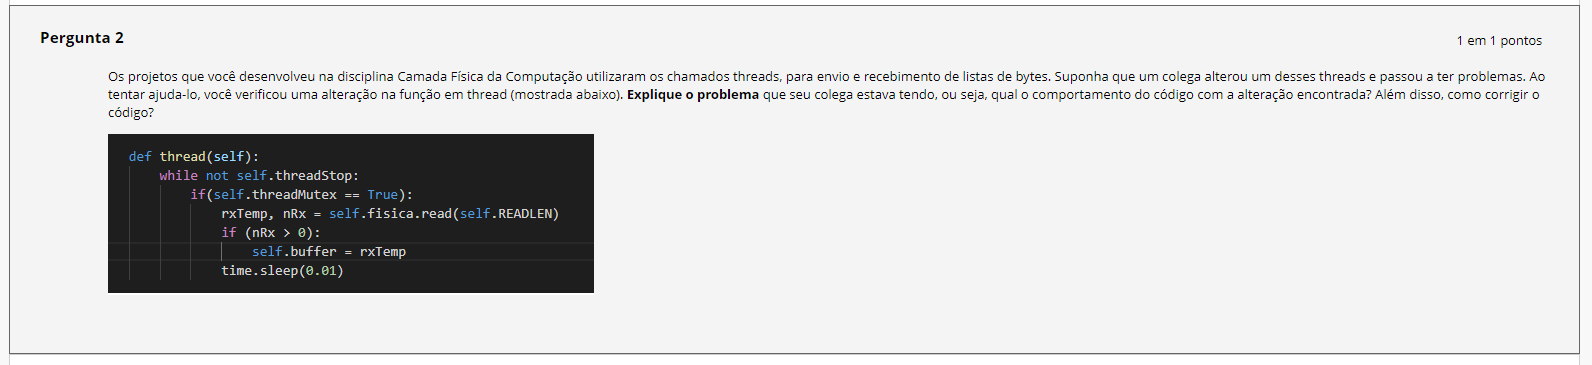 Pergunta 2
1 em 1 pontos
Os projetos que você desenvolveu na disciplina Camada Física da Computação utilizaram os chamados threads, para envio e recebimento de listas de bytes. Suponha que um colega alterou um desses threads e passou a ter problemas. Ao
tentar ajuda-lo, você verificou uma alteração na função em thread (mostrada abaixo). Explique o problema que seu colega estava tendo, ou seja, qual o comportamento do código com a alteração encontrada? Além disso, como corrigir o
código?
def thread(self):
    while not self.threadStop:
        if(self.threadMutex == True):
            rxTemp, nRx = self.fisica.read(self.READLEN)
            if (nRx > 0):
                self.buffer = rxTemp
            time.sleep(0.01)